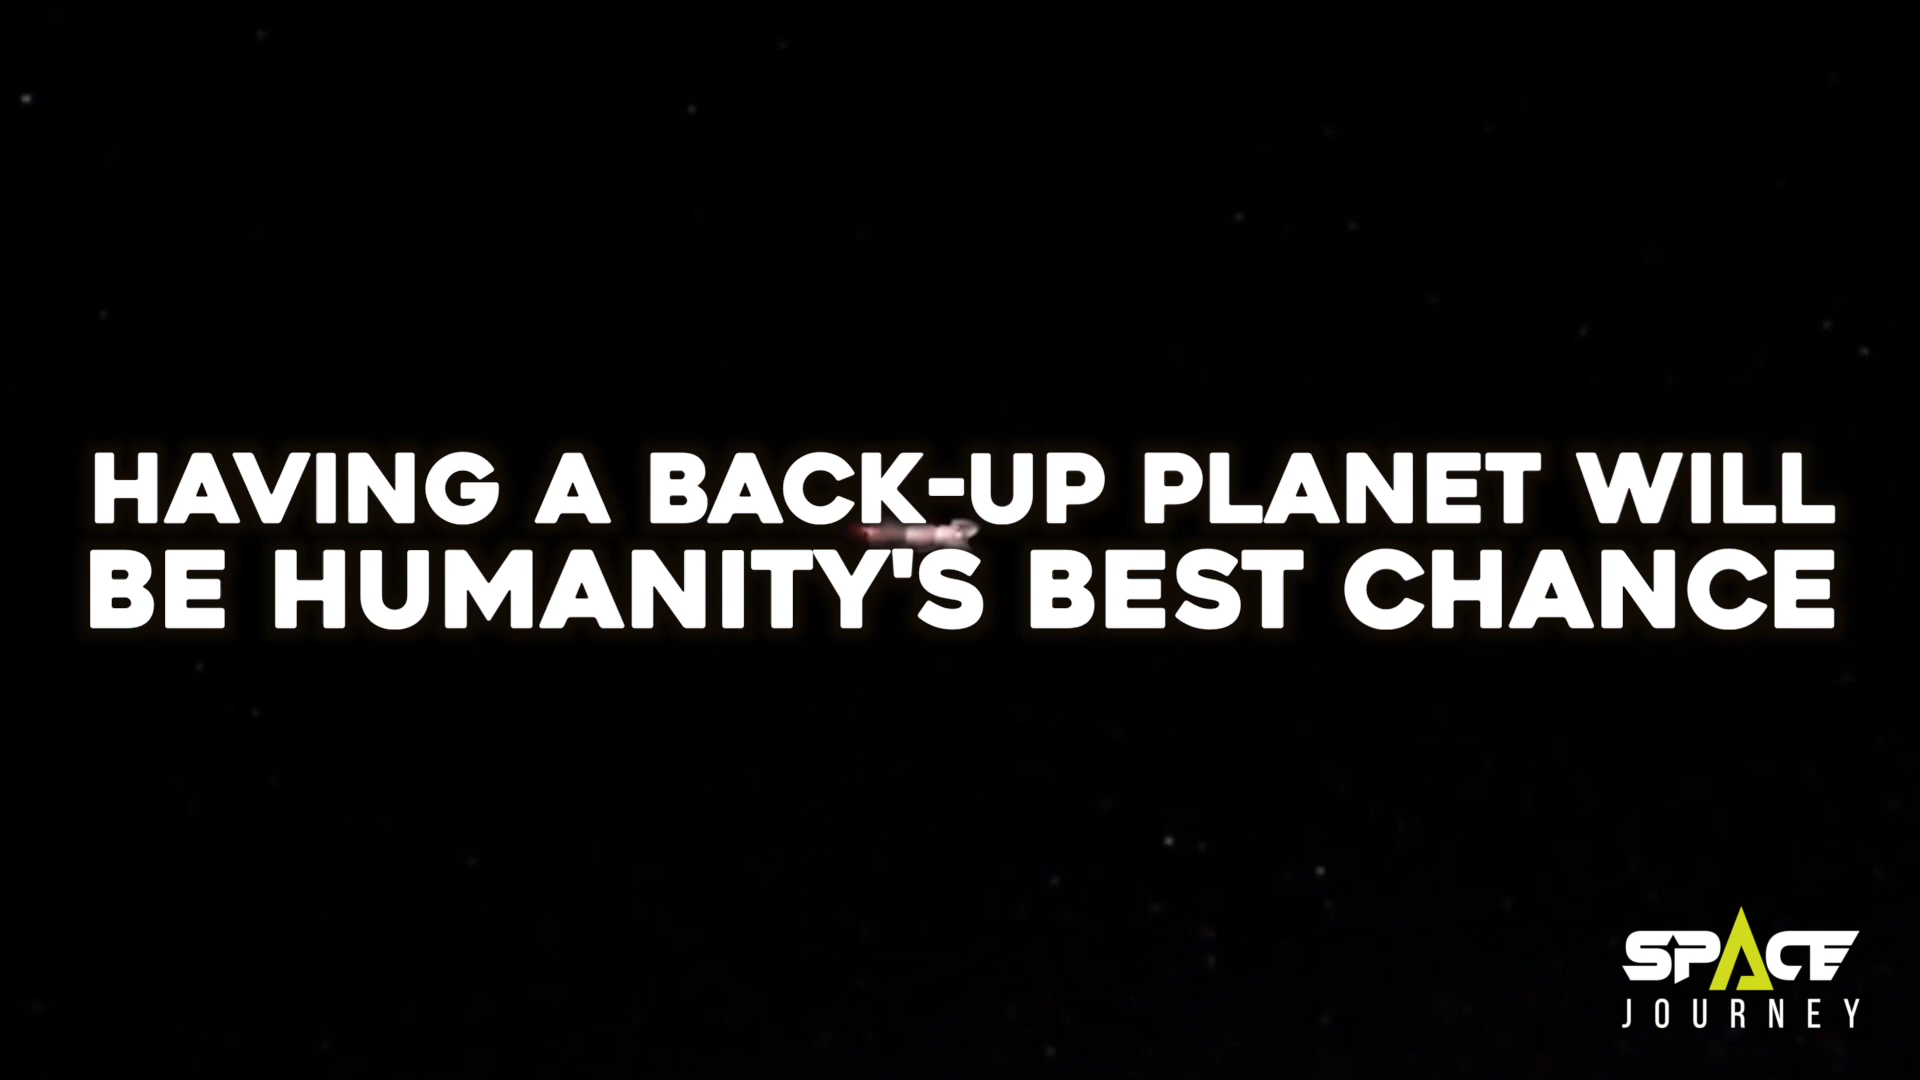 HAVING A BACK-UP PLANET WILL
BE HUMANITY'S BEST CHANCE
SPACE
JOURNEY